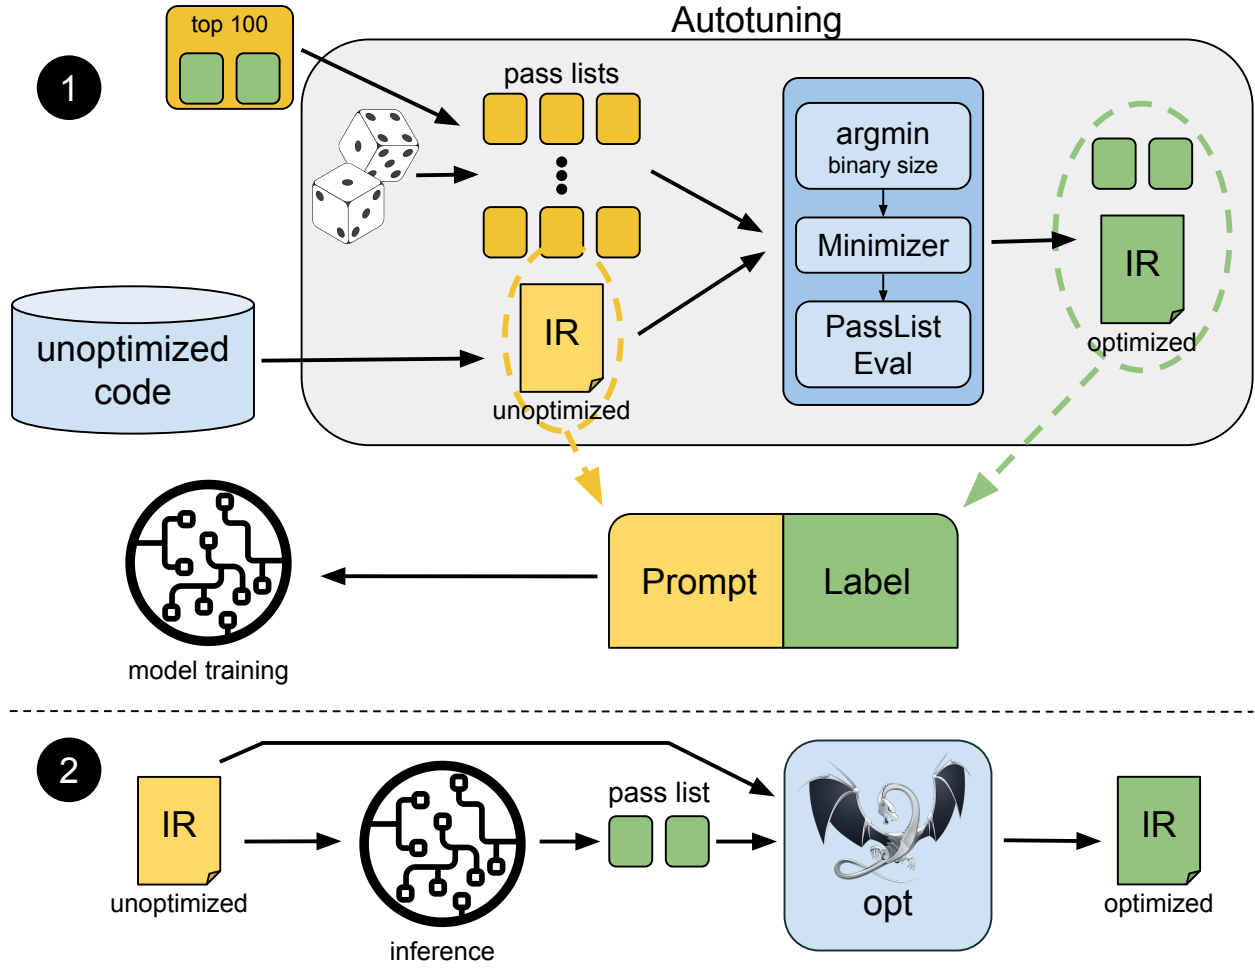 Autotuning
1
top 100
pass lists
argmin
binary size
Minimizer
PassList
Eval
IR
optimized
unoptimized
code
IR
unoptimized
Prompt
Label
model training
2
IR
unoptimized
inference
pass list
opt
IR
optimized